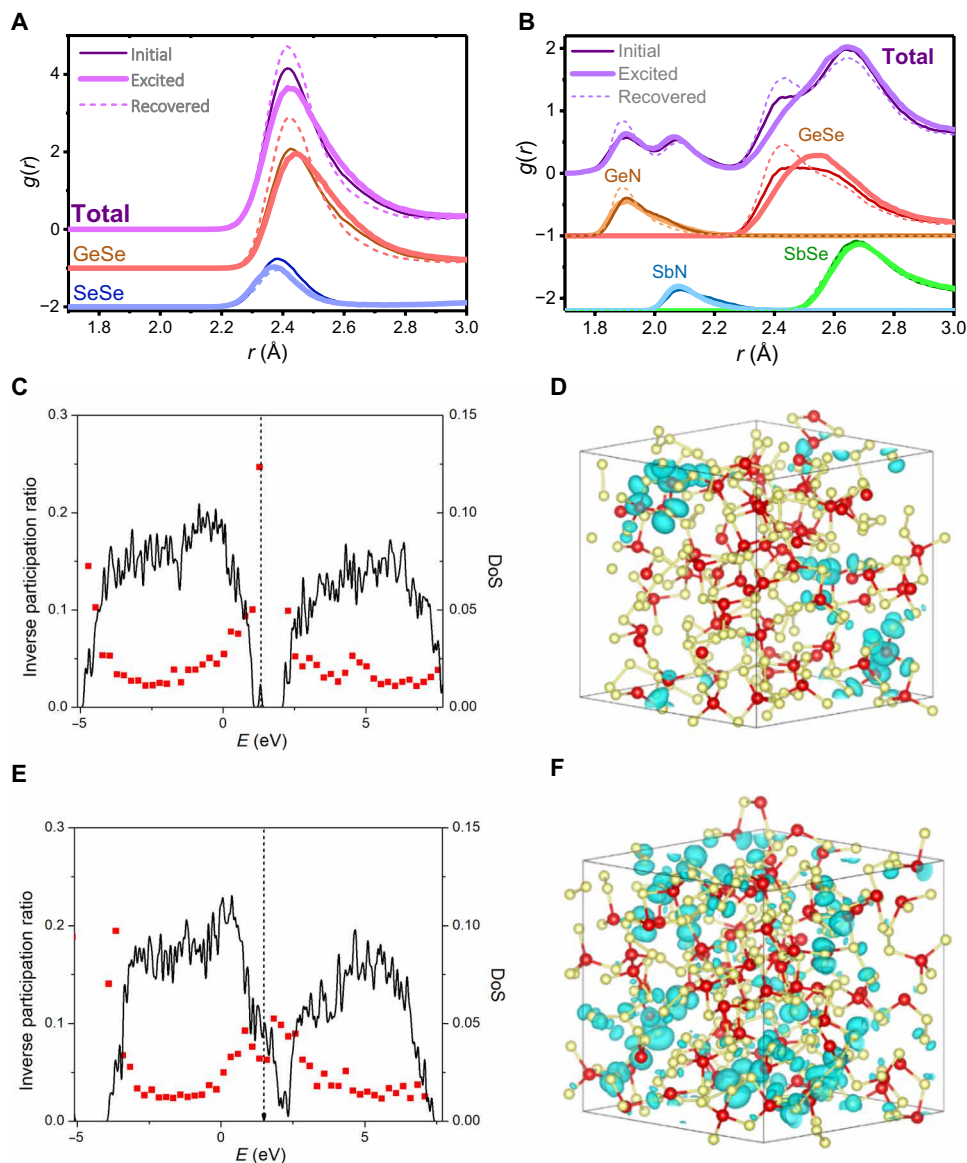 A
Initial
Excited
Recovered
Total
GeSe
SeSe
g(r)
4
2
0
−2
1.8 2.0 2.2 2.4 2.6 2.8 3.0
r (Å)
B
Initial
Excited
Recovered
Total
GeSe
GeN
SbSe
SbN
g(r)
2
1
0
−1
−2
1.8 2.0 2.2 2.4 2.6 2.8 3.0
r (Å)
C
Inverse participation ratio
0.3
0.2
0.1
0.0
DoS
0.15
0.10
0.05
0.00
−5 0 5
E (eV)
D
E
Inverse participation ratio
0.3
0.2
0.1
0.0
DoS
0.15
0.10
0.05
0.00
−5 0 5
E (eV)
F